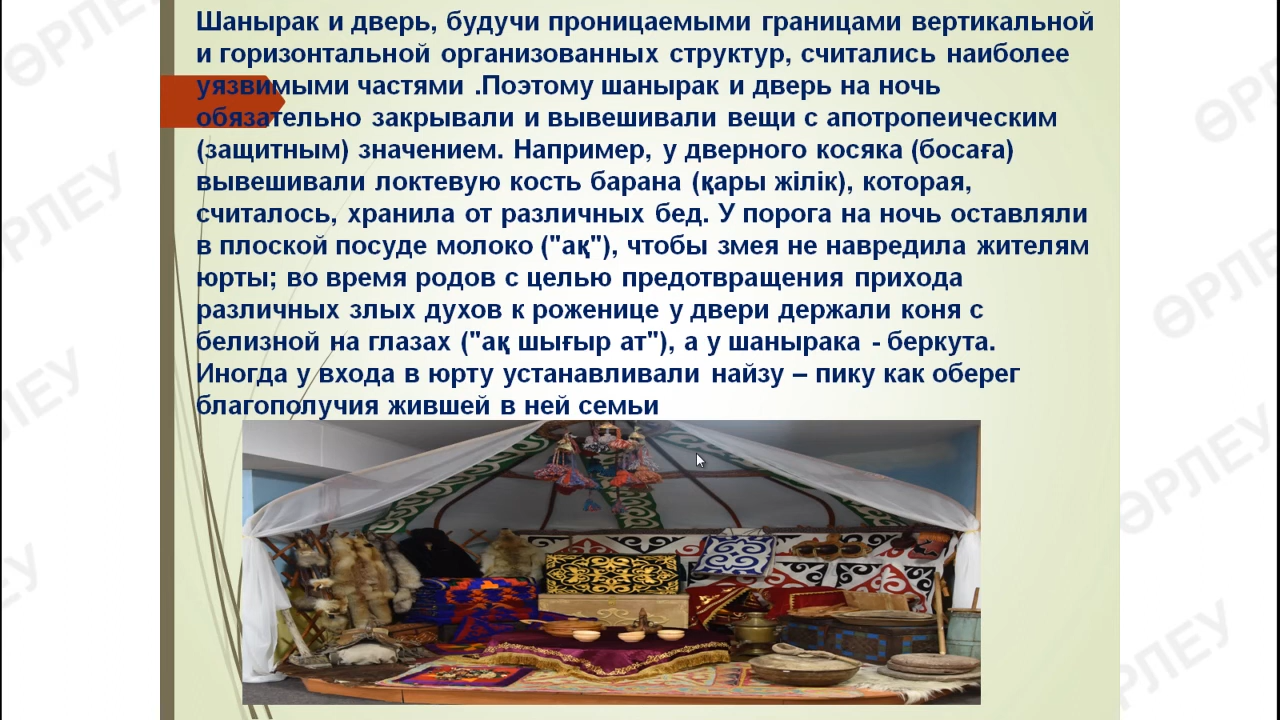 Шанырак и дверь, будучи проницаемыми границами вертикальной
и горизонтальной организованных структур, считались наиболее
уязвимыми частями .Поэтому шанырак и дверь на ночь
обязательно закрывали и вывешивали вещи с апотропеическим
(защитным) значением. Например, у дверного косяка (босаға)
вывешивали локтевую кость барана (қары жілік), которая,
считалось, хранила от различных бед. У порога на ночь оставляли
в плоской посуде молоко ("ақ"), чтобы змея не навредила жителям
юрты; во время родов с целью предотвращения прихода
различных злых духов к роженице у двери держали коня с
белизной на глазах ("ақ шығыр ат"), а у шанырака - беркута.
Иногда у входа в юрту устанавливали найзу – пику как оберег
благополучия жившей в ней семьи
ӨРЛЕУ